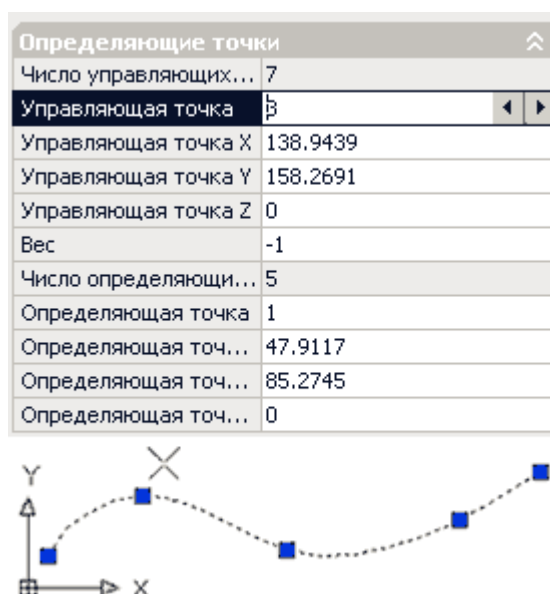 Определяющие точки
Число управляющих... 7
Управляющая точка 3
Управляющая точка X 138.9439
Управляющая точка Y 158.2691
Управляющая точка Z 0
Вес -1
Число определяющи... 5
Определяющая точка 1
Определяющая точ... 47.9117
Определяющая точ... 85.2745
Определяющая точ... 0
Y
X